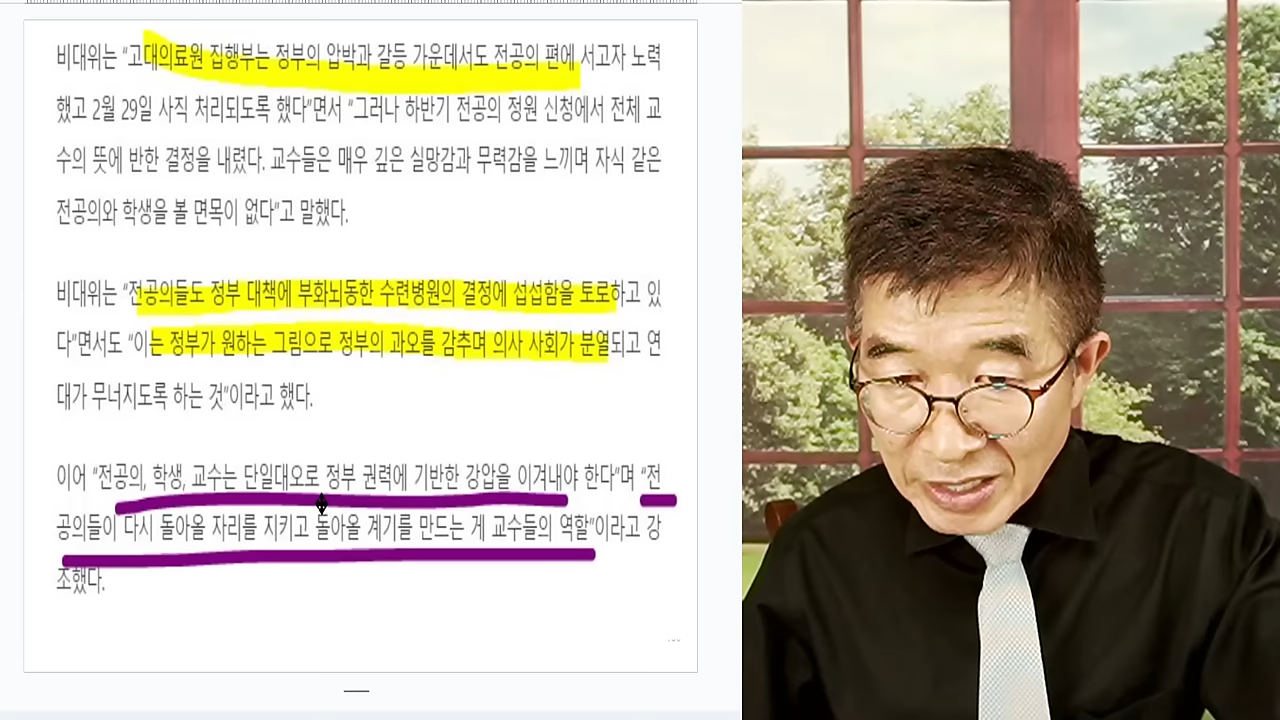 비대위는 “고대의료원 집행부는 정부의 압박과 갈등 가운데서도 전공의 편에 서고자 노력
했고 2월 29일 사직 처리되도록 했다”면서 “그러나 하반기 전공의 정원 신청에서 전체 교
수의 뜻에 반한 결정을 내렸다. 교수들은 매우 깊은 실망감과 무력감을 느끼며 자식 같은
전공의와 학생을 볼 면목이 없다”고 말했다.
비대위는 “전공의들도 정부 대책에 부화뇌동한 수련병원의 결정에 섭섭함을 토로하고 있
다”면서도 “이는 정부가 원하는 그림으로 정부의 과오를 감추며 의사 사회가 분열되고 연
대가 무너지도록 하는 것”이라고 했다.
이어 “전공의, 학생, 교수는 단일대오로 정부 권력에 기반한 강압을 이겨내야 한다”며 “전
공의들이 다시 돌아올 자리를 지키고 돌아올 계기를 만드는 게 교수들의 역할”이라고 강
조했다.